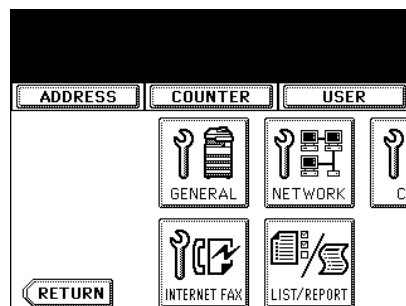 ADDRESS COUNTER USER
GENERAL NETWORK C
INTERNET FAX LIST/REPORT
RETURN